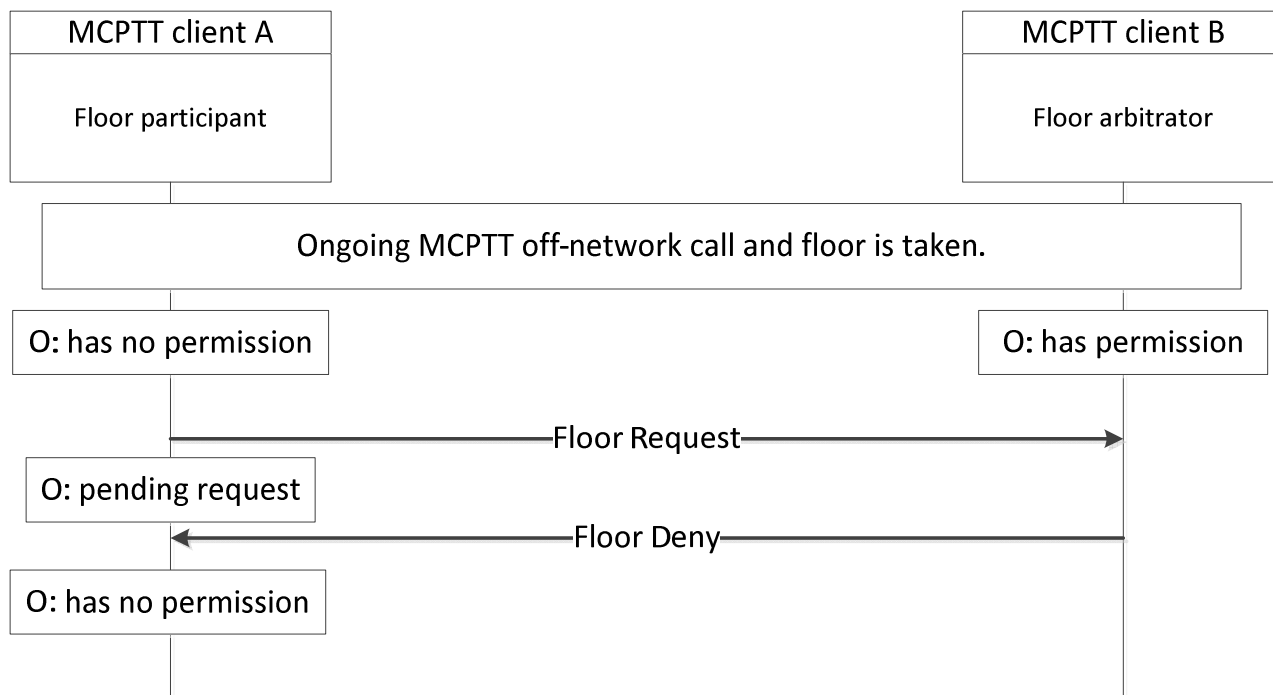 MCPTT client A
MCPTT client B
Floor participant
Floor arbitrator
Ongoing MCPTT off-network call and floor is taken.
O: has no permission
O: has permission
Floor Request
O: pending request
Floor Deny
O: has no permission